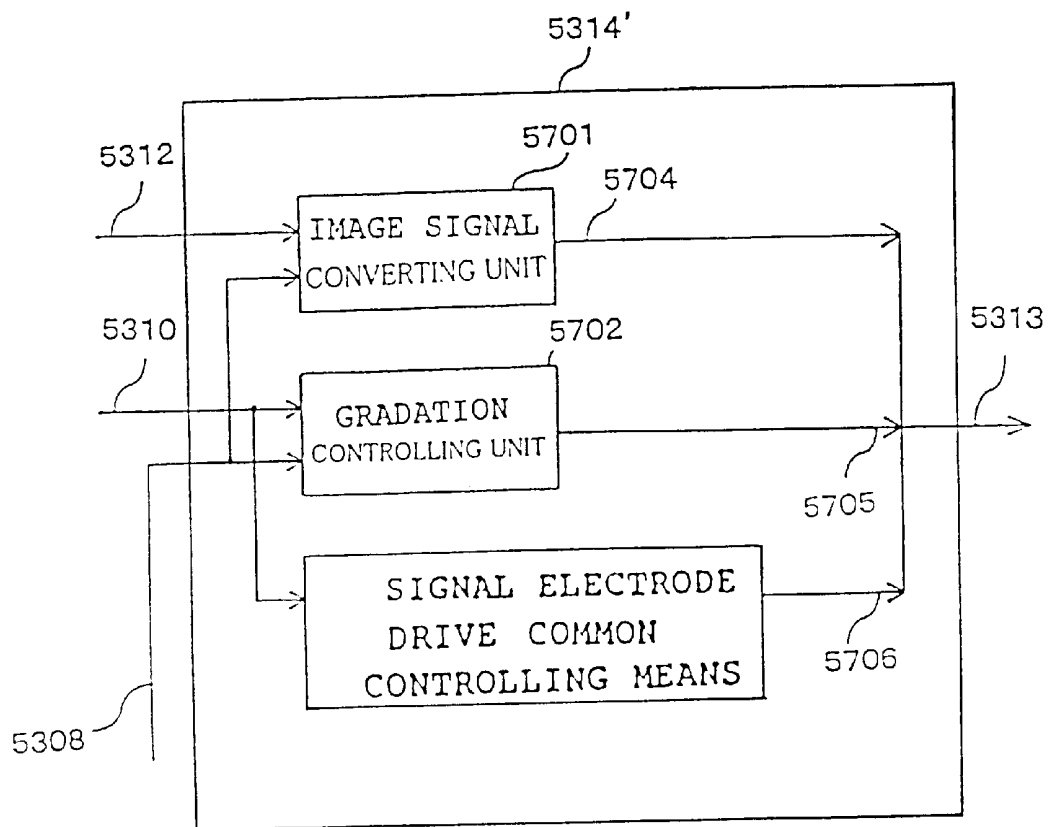 5314'
5312
5701
5704
IMAGE SIGNAL
CONVERTING UNIT
5310
5702
5313
GRADATION
CONTROLLING UNIT
5705
SIGNAL ELECTRODE
DRIVE COMMON
CONTROLLING MEANS
5706
5308